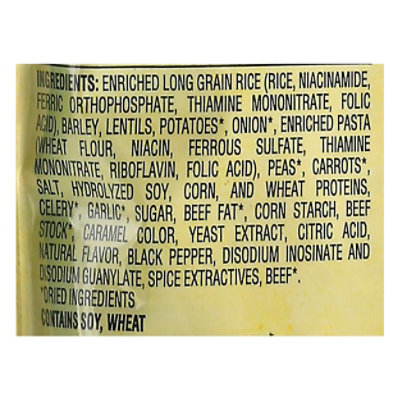 INGREDIENTS: ENRICHED LONG GRAIN RICE (RICE, NIACINAMIDE,
FERRIC ORTHOPHOSPHATE, THIAMINE MONONITRATE, FOLIC
ACID), BARLEY, LENTILS, POTATOES*, ONION*, ENRICHED PASTA
(WHEAT FLOUR, NIACIN, FERROUS SULFATE, THIAMINE
MONONITRATE, RIBOFLAVIN, FOLIC ACID), PEAS*, CARROTS*,
SALT, HYDROLYZED SOY, CORN, AND WHEAT PROTEINS,
CELERY*, GARLIC*, SUGAR, BEEF FAT*, CORN STARCH, BEEF
STOCK*, CARAMEL COLOR, YEAST EXTRACT, CITRIC ACID,
NATURAL FLAVOR, BLACK PEPPER, DISODIUM INOSINATE AND
DISODIUM GUANYLATE, SPICE EXTRACTIVES, BEEF*.
*DRIED INGREDIENTS
CONTAINS SOY, WHEAT